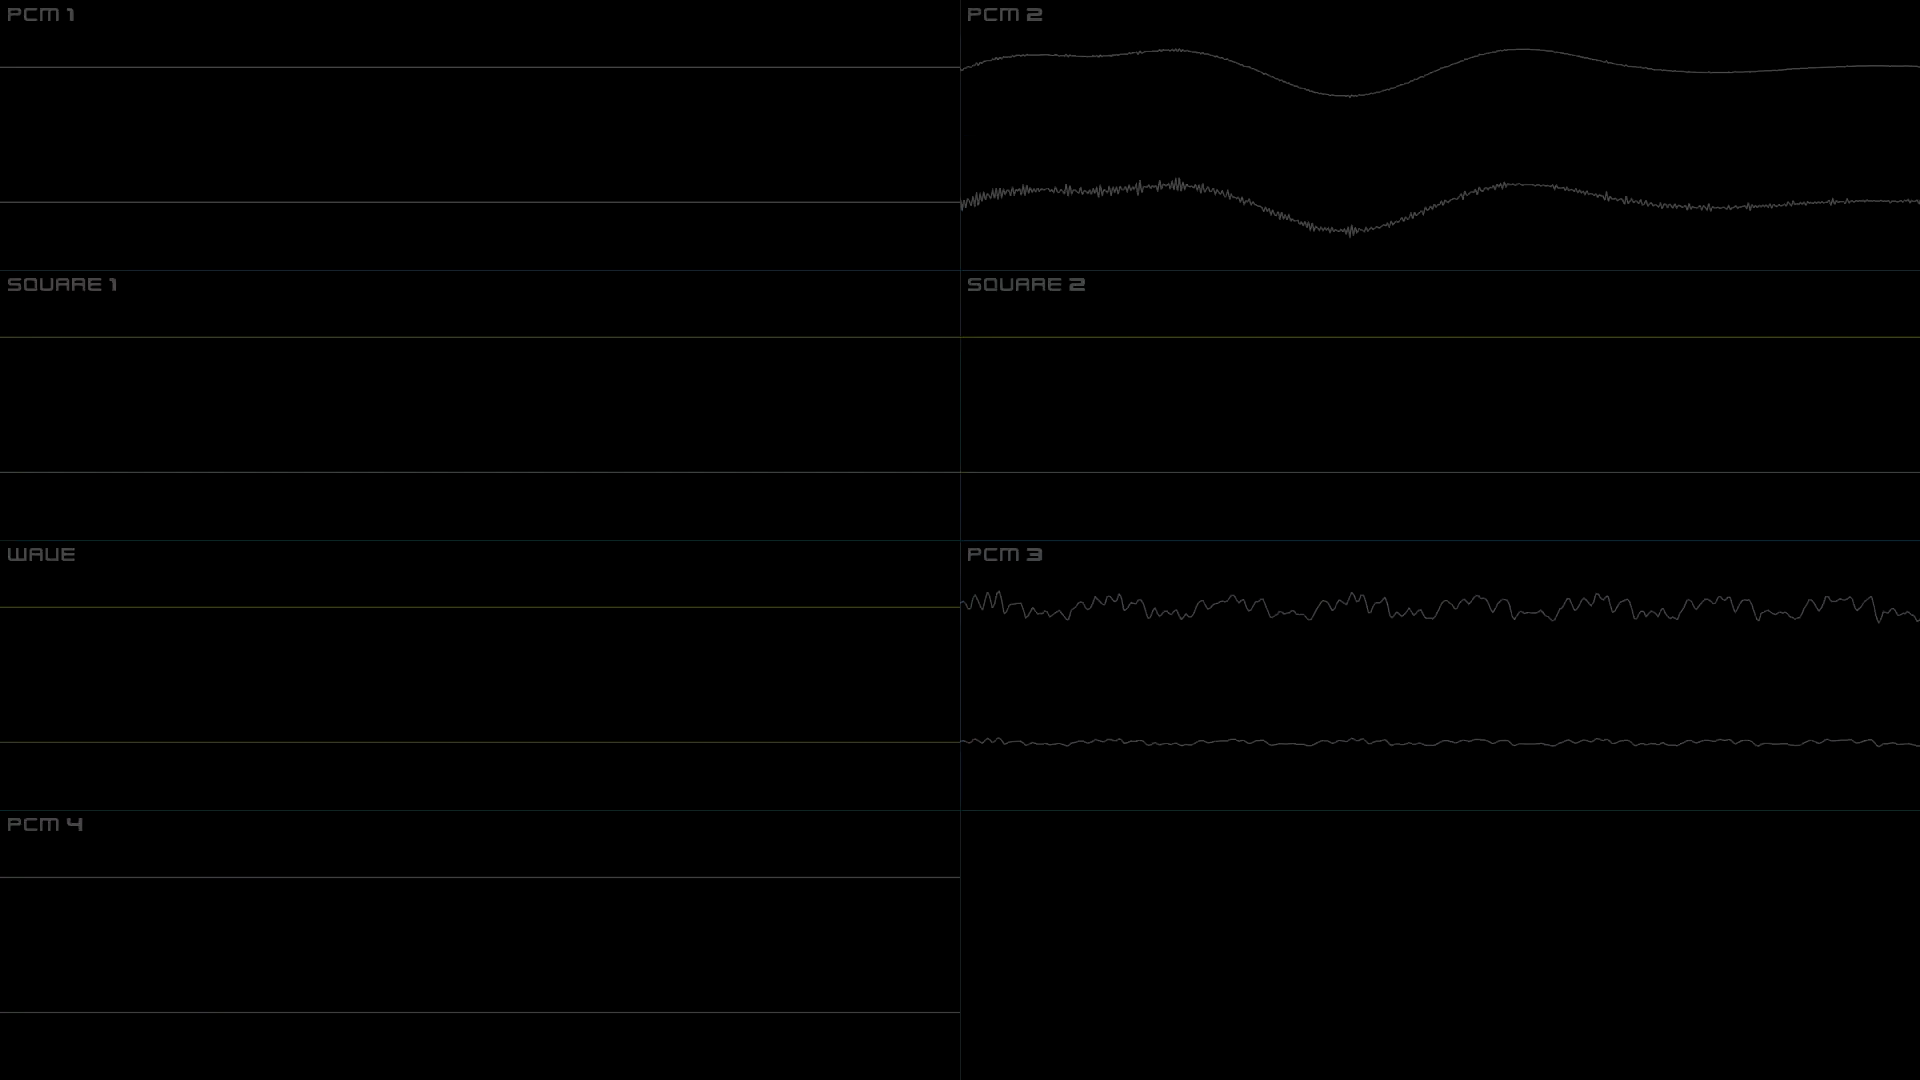 PCM 1
PCM 2
SQUARE 1
SQUARE 2
WAVE
PCM 3
PCM 4